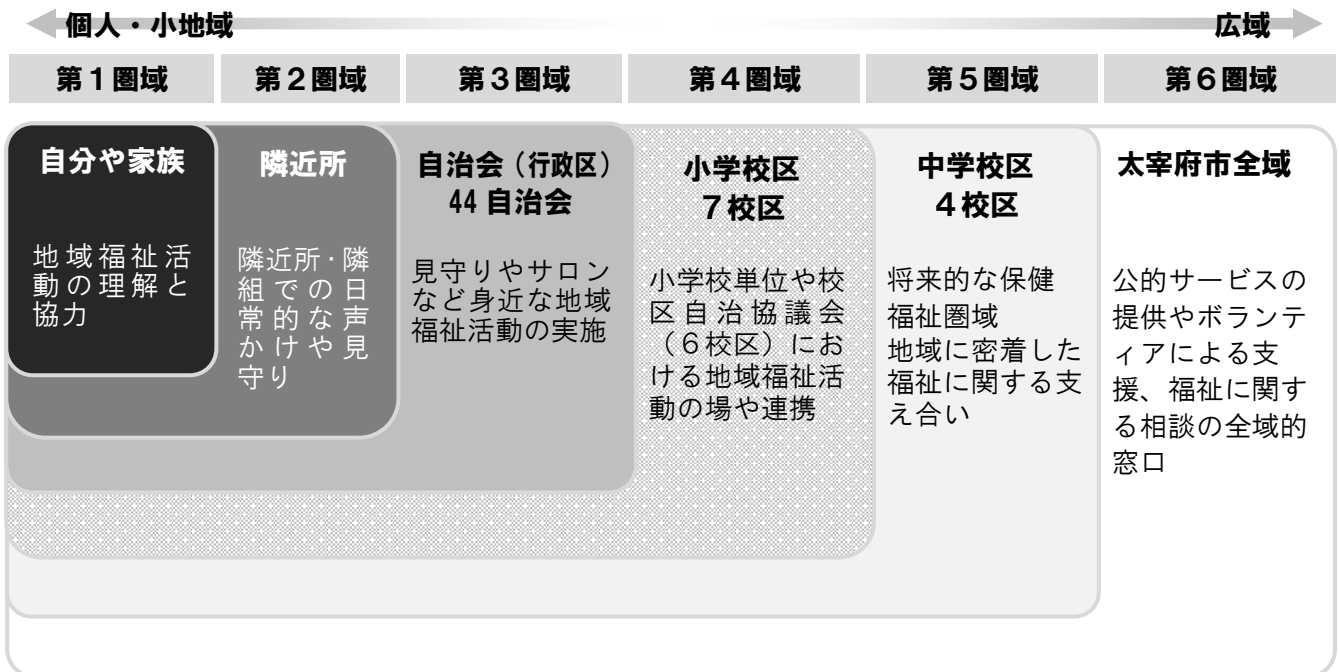 個人・小地域
広域
第1圏域
第2圏域
第3圏域
第4圏域
第5圏域
第6圏域
自分や家族
地域福祉活
動の理解と
協力
隣近所
隣近所・隣
組での日
常的な声
かけや見
守り
自治会（行政区）
44 自治会
見守りやサロン
など身近な地域
福祉活動の実施
小学校区
７校区
小学校単位や校
区自治協議会
（６校区）にお
ける地域福祉活
動の場や連携
中学校区
４校区
将来的な保健
福祉圏域
地域に密着した
福祉に関する支
え合い
太宰府市全域
公的サービスの
提供やボランテ
ィアによる支
援、福祉に関す
る相談の全域的
窓口